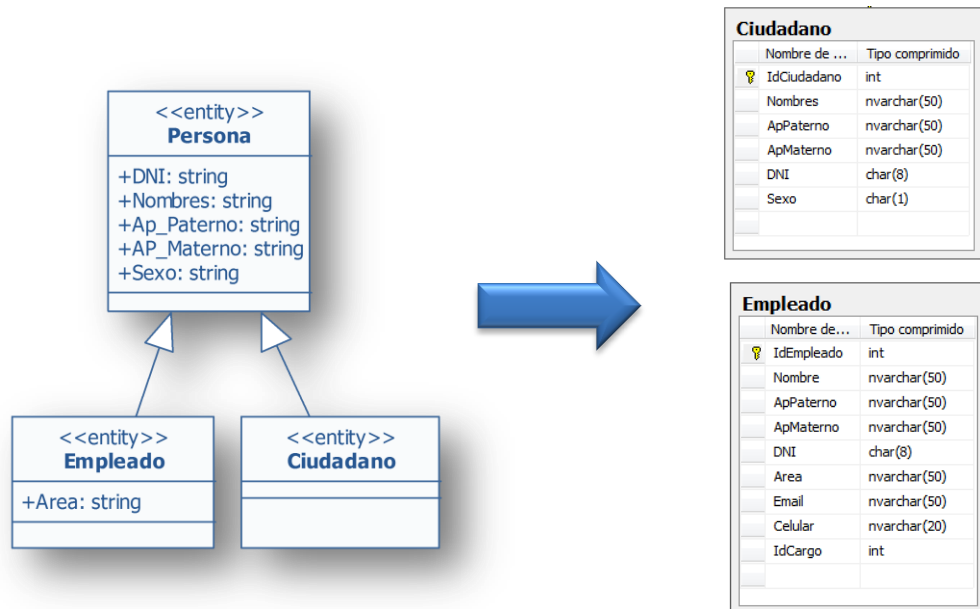 <<entity>>
Persona
+DNI: string
+Nombres: string
+Ap_Paterno: string
+AP_Materno: string
+Sexo: string
<<entity>>
Empleado
+Area: string
<<entity>>
Ciudadano
Ciudadano
Nombre de ... Tipo comprimido
IdCiudadano int
Nombres nvarchar(50)
ApPaterno nvarchar(50)
ApMaterno nvarchar(50)
DNI char(8)
Sexo char(1)
Empleado
Nombre de... Tipo comprimido
IdEmpleado int
Nombre nvarchar(50)
ApPaterno nvarchar(50)
ApMaterno nvarchar(50)
DNI char(8)
Area nvarchar(50)
Email nvarchar(50)
Celular nvarchar(20)
IdCargo int